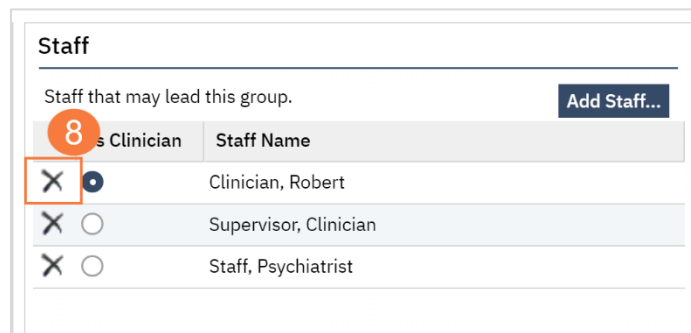 Staff
Staff that may lead this group.
Add Staff...
8
s Clinician
Staff Name
Clinician, Robert
Supervisor, Clinician
Staff, Psychiatrist